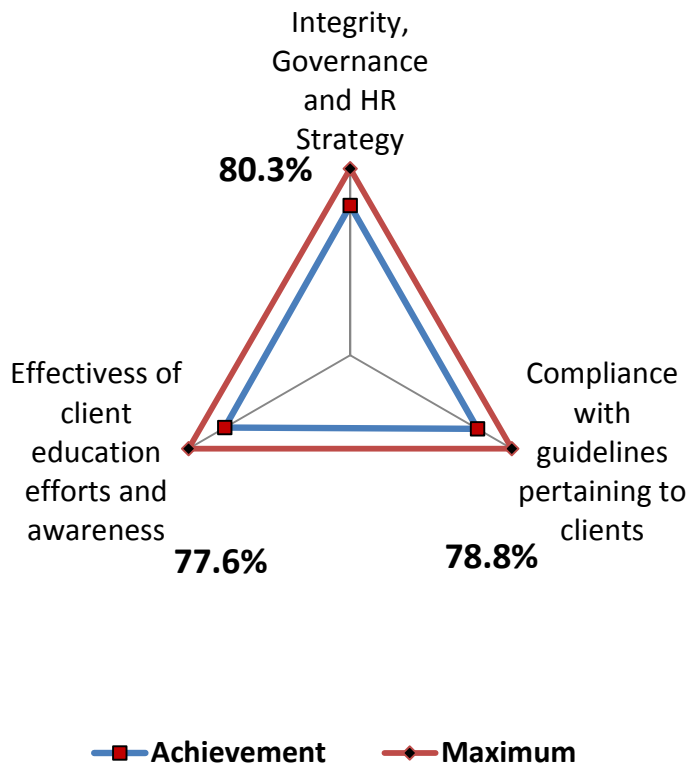 Integrity,
Governance
and HR
Strategy
80.3%
Effectivess of
client
education
efforts and
awareness
77.6%
Compliance
with
guidelines
pertaining to
clients
78.8%
Achievement
Maximum